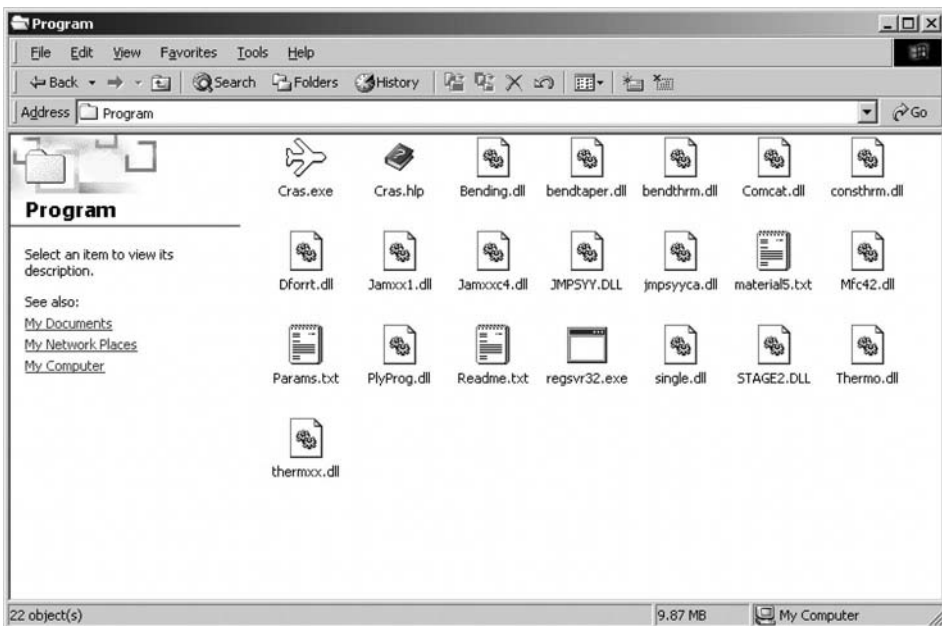 Program
File Edit View Favorites Tools Help
Back Search Folders History
Address Program Go
Program
Select an item to view its
description.
See also:
My Documents
My Network Places
My Computer
Cras.exe Cras.hlp Bending.dll bendtaper.dll bendthrm.dll Comcat.dll consthrm.dll
Dforrt.dll Jamxx1.dll Jamxxc4.dll JMPSYY.DLL jmpsyyca.dll material5.txt Mfc42.dll
Params.txt PlyProg.dll Readme.txt regsvr32.exe single.dll STAGE2.DLL Thermo.dll
thermxx.dll
22 object(s) 9.87 MB My Computer